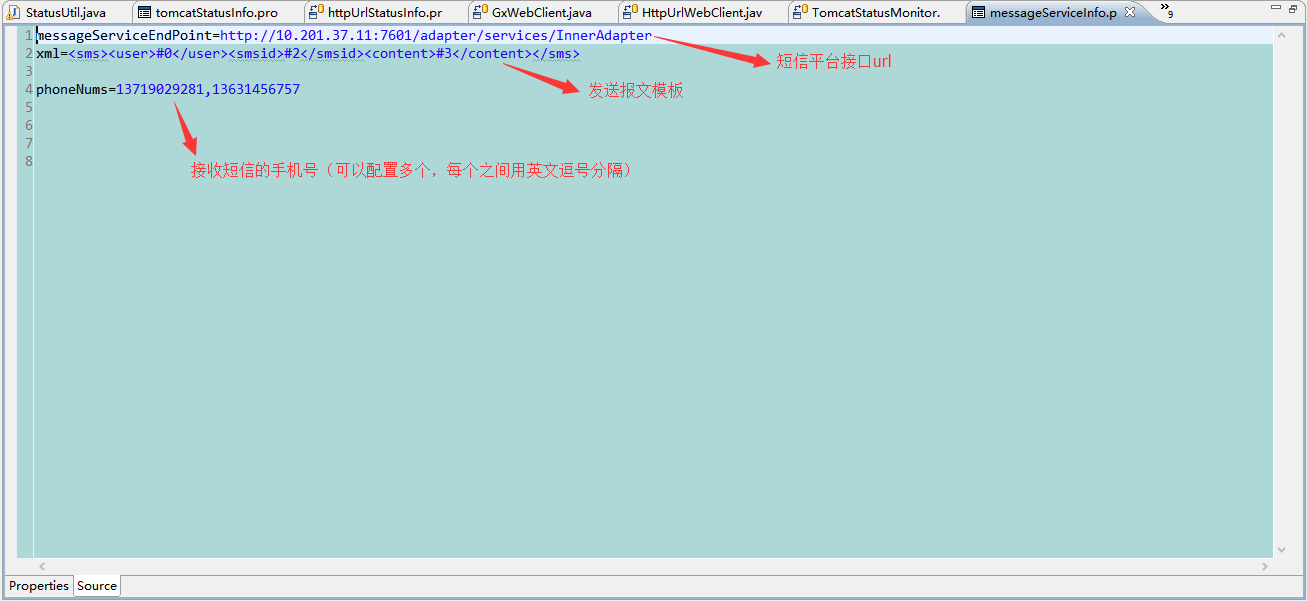 StatusUtil.java tomcatStatusInfo.pro httpUrlStatusInfo.pr GxWebClient.java HttpUrlWebClient.jav TomcatStatusMonitor. messageServiceInfo.p »9
1 messageServiceEndPoint=http://10.201.37.11:7601/adapter/services/InnerAdapter
2 xml=<sms><user>#0</user><smsid>#2</smsid><content>#3</content></sms>
短信平台接口url
3
4 phoneNums=13719029281,13631456757
发送报文模板
5
6
7
8
接收短信的手机号（可以配置多个，每个之间用英文逗号分隔）
Properties Source